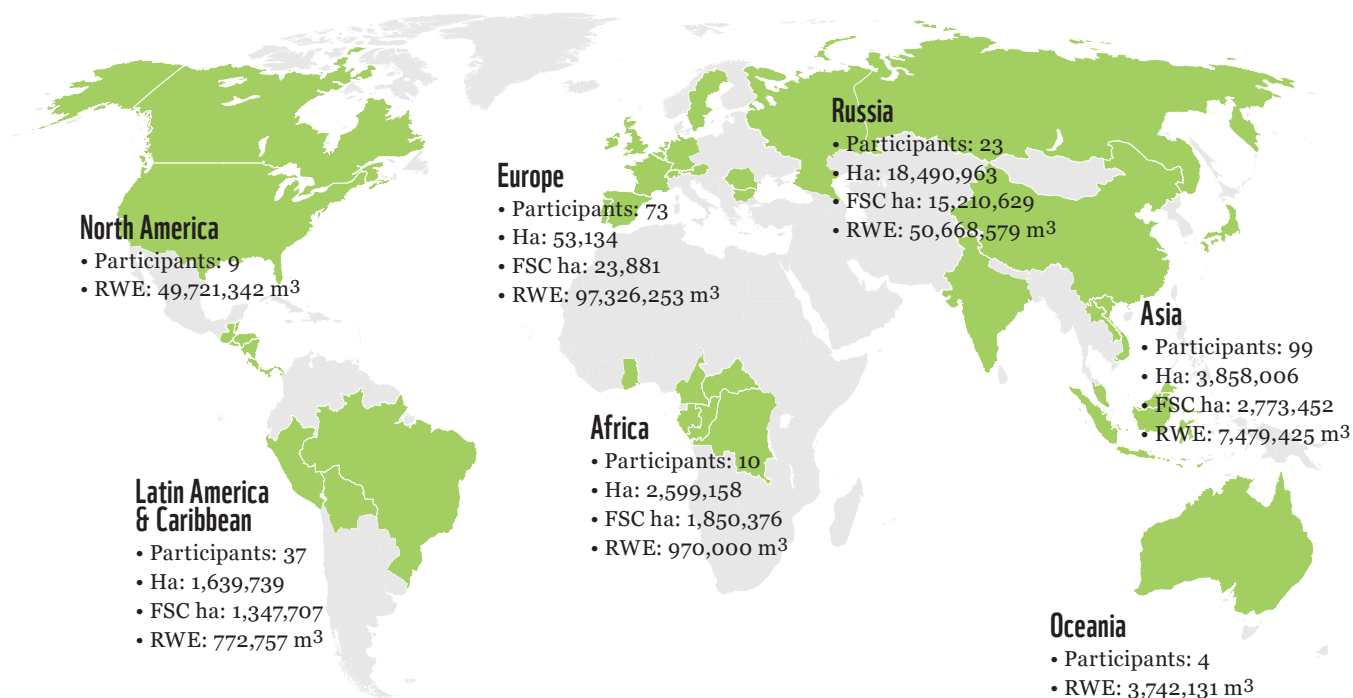 North America
• Participants: 9
• RWE: 49,721,342 m³
Latin America
& Caribbean
• Participants: 37
• Ha: 1,639,739
• FSC ha: 1,347,707
• RWE: 772,757 m³
Europe
• Participants: 73
• Ha: 53,134
• FSC ha: 23,881
• RWE: 97,326,253 m³
Africa
• Participants: 10
• Ha: 2,599,158
• FSC ha: 1,850,376
• RWE: 970,000 m³
Russia
• Participants: 23
• Ha: 18,490,963
• FSC ha: 15,210,629
• RWE: 50,668,579 m³
Asia
• Participants: 99
• Ha: 3,858,006
• FSC ha: 2,773,452
• RWE: 7,479,425 m³
Oceania
• Participants: 4
• RWE: 3,742,131 m³